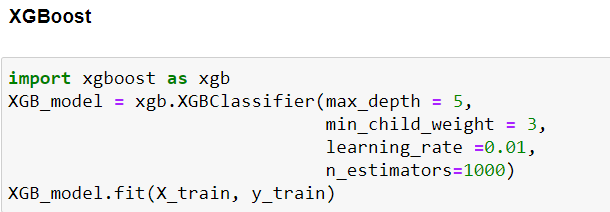 XGBoost
import xgboost as xgb
XGB_model = xgb.XGBClassifier(max_depth = 5,
min_child_weight = 3,
learning_rate =0.01,
n_estimators=1000)
XGB_model.fit(X_train, y_train)